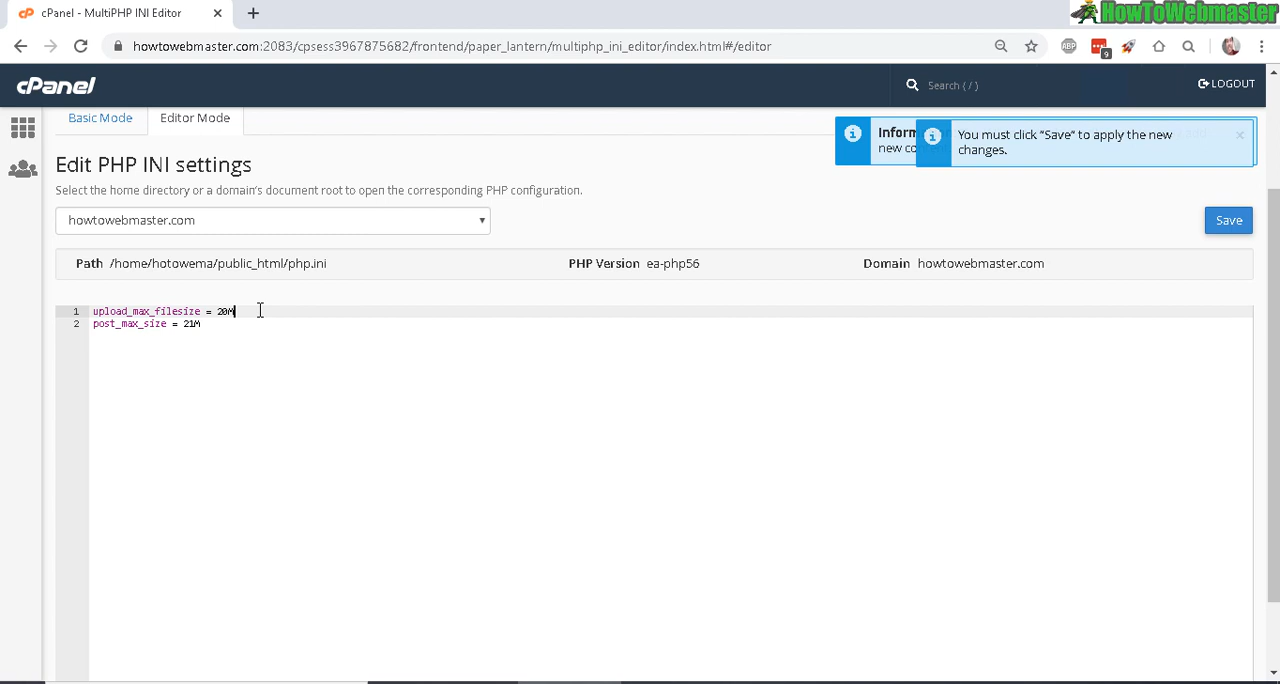 cPanel - MultiPHP INI Editor
HowToWebmaster
howtowebmaster.com:2083/cpsess3967875682/frontend/paper_lantern/multiphp_ini_editor/index.html#/editor
ABP
9
cPanel
Search ( / )
LOGOUT
Basic Mode
Editor Mode
Inform
new co
You must click "Save" to apply the new
changes.
Edit PHP INI settings
Select the home directory or a domain's document root to open the corresponding PHP configuration.
howtowebmaster.com
Save
Path /home/hotowema/public_html/php.ini
PHP Version ea-php56
Domain howtowebmaster.com
1 upload_max_filesize = 20M
2 post_max_size = 21M